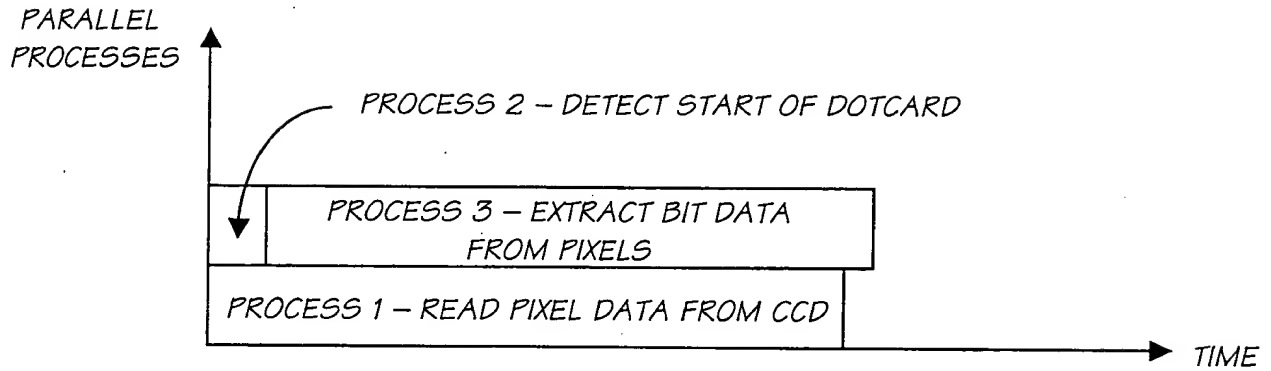 PARALLEL
PROCESSES
PROCESS 2 – DETECT START OF DOTCARD
PROCESS 3 – EXTRACT BIT DATA
FROM PIXELS
PROCESS 1 – READ PIXEL DATA FROM CCD
TIME